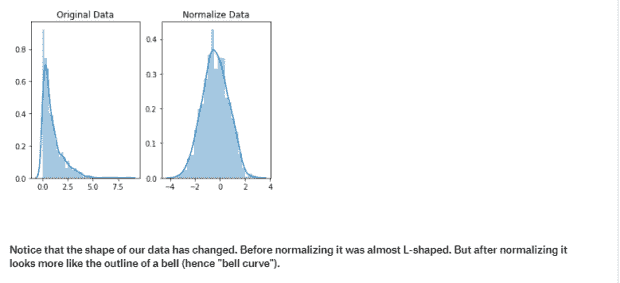 Original Data Normalize Data
0.8 0.4
0.6 0.3
0.4 0.2
0.2 0.1
0.0 0.0
0.0 2.5 5.0 7.5 -4 -2 0 2 4
Notice that the shape of our data has changed. Before normalizing it was almost L-shaped. But after normalizing it
looks more like the outline of a bell (hence "bell curve").